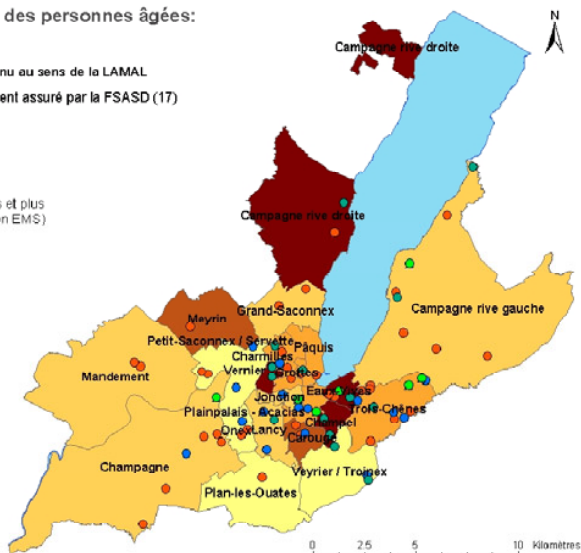 des personnes âgées:
nu au sens de la LAMAL
ent assuré par la FSASD (17)
s et plus
en EMS)
N
Campagne rive droite
Campagne rive droite
Meyrin
Grand-Saconnex
Campagne rive gauche
Petit-Saconnex / Servette
Pâquis
Charmilles
Vernier
Grottes
Mandement
Jonction
Eaux-Vives
Plainpalais - Acacias
Trois-Chênes
Champel
Onex
Lancy
Carouge
Champagne
Veyrier / Troinex
Plan-les-Ouates
0 2.5 5 10 Kilomètres